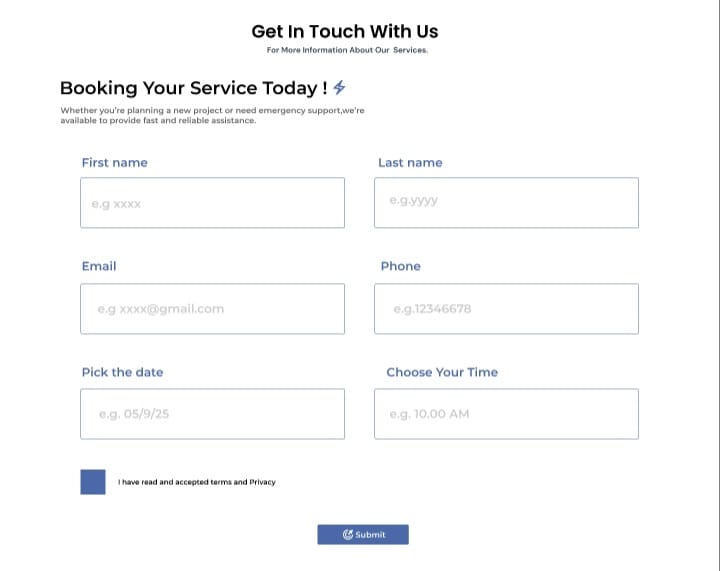 Get In Touch With Us
For More Information About Our Services.
Booking Your Service Today !
Whether you're planning a new project or need emergency support,we're
available to provide fast and reliable assistance.
First name
Last name
e.g xxxx
e.g.yyyy
Email
Phone
e.g xxxx@gmail.com
e.g.12346678
Pick the date
Choose Your Time
e.g. 05/9/25
e.g. 10.00 AM
I have read and accepted terms and Privacy
Submit